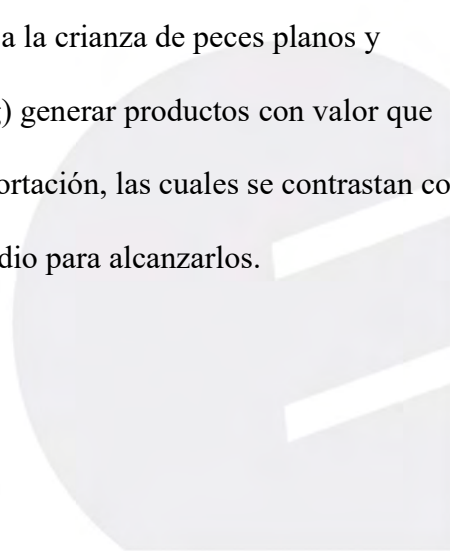 a la crianza de peces planos y
) generar productos con valor que
ortación, las cuales se contrastan co
dio para alcanzarlos.